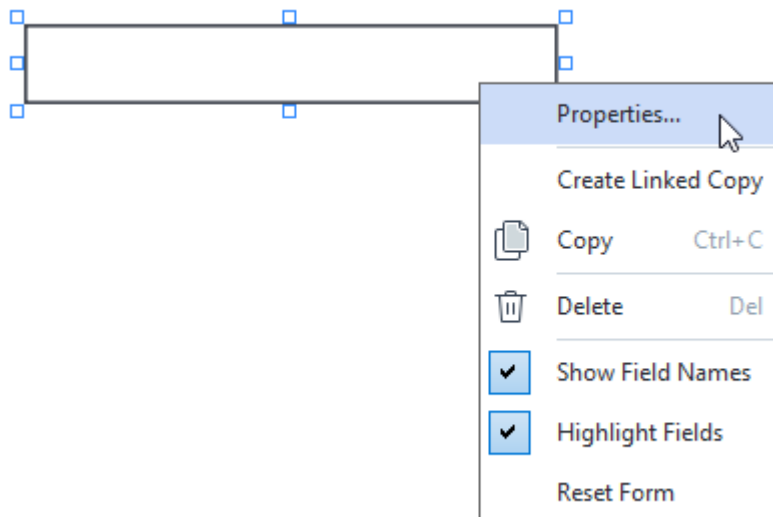 Properties...
Create Linked Copy
Copy Ctrl+C
Delete Del
Show Field Names
Highlight Fields
Reset Form